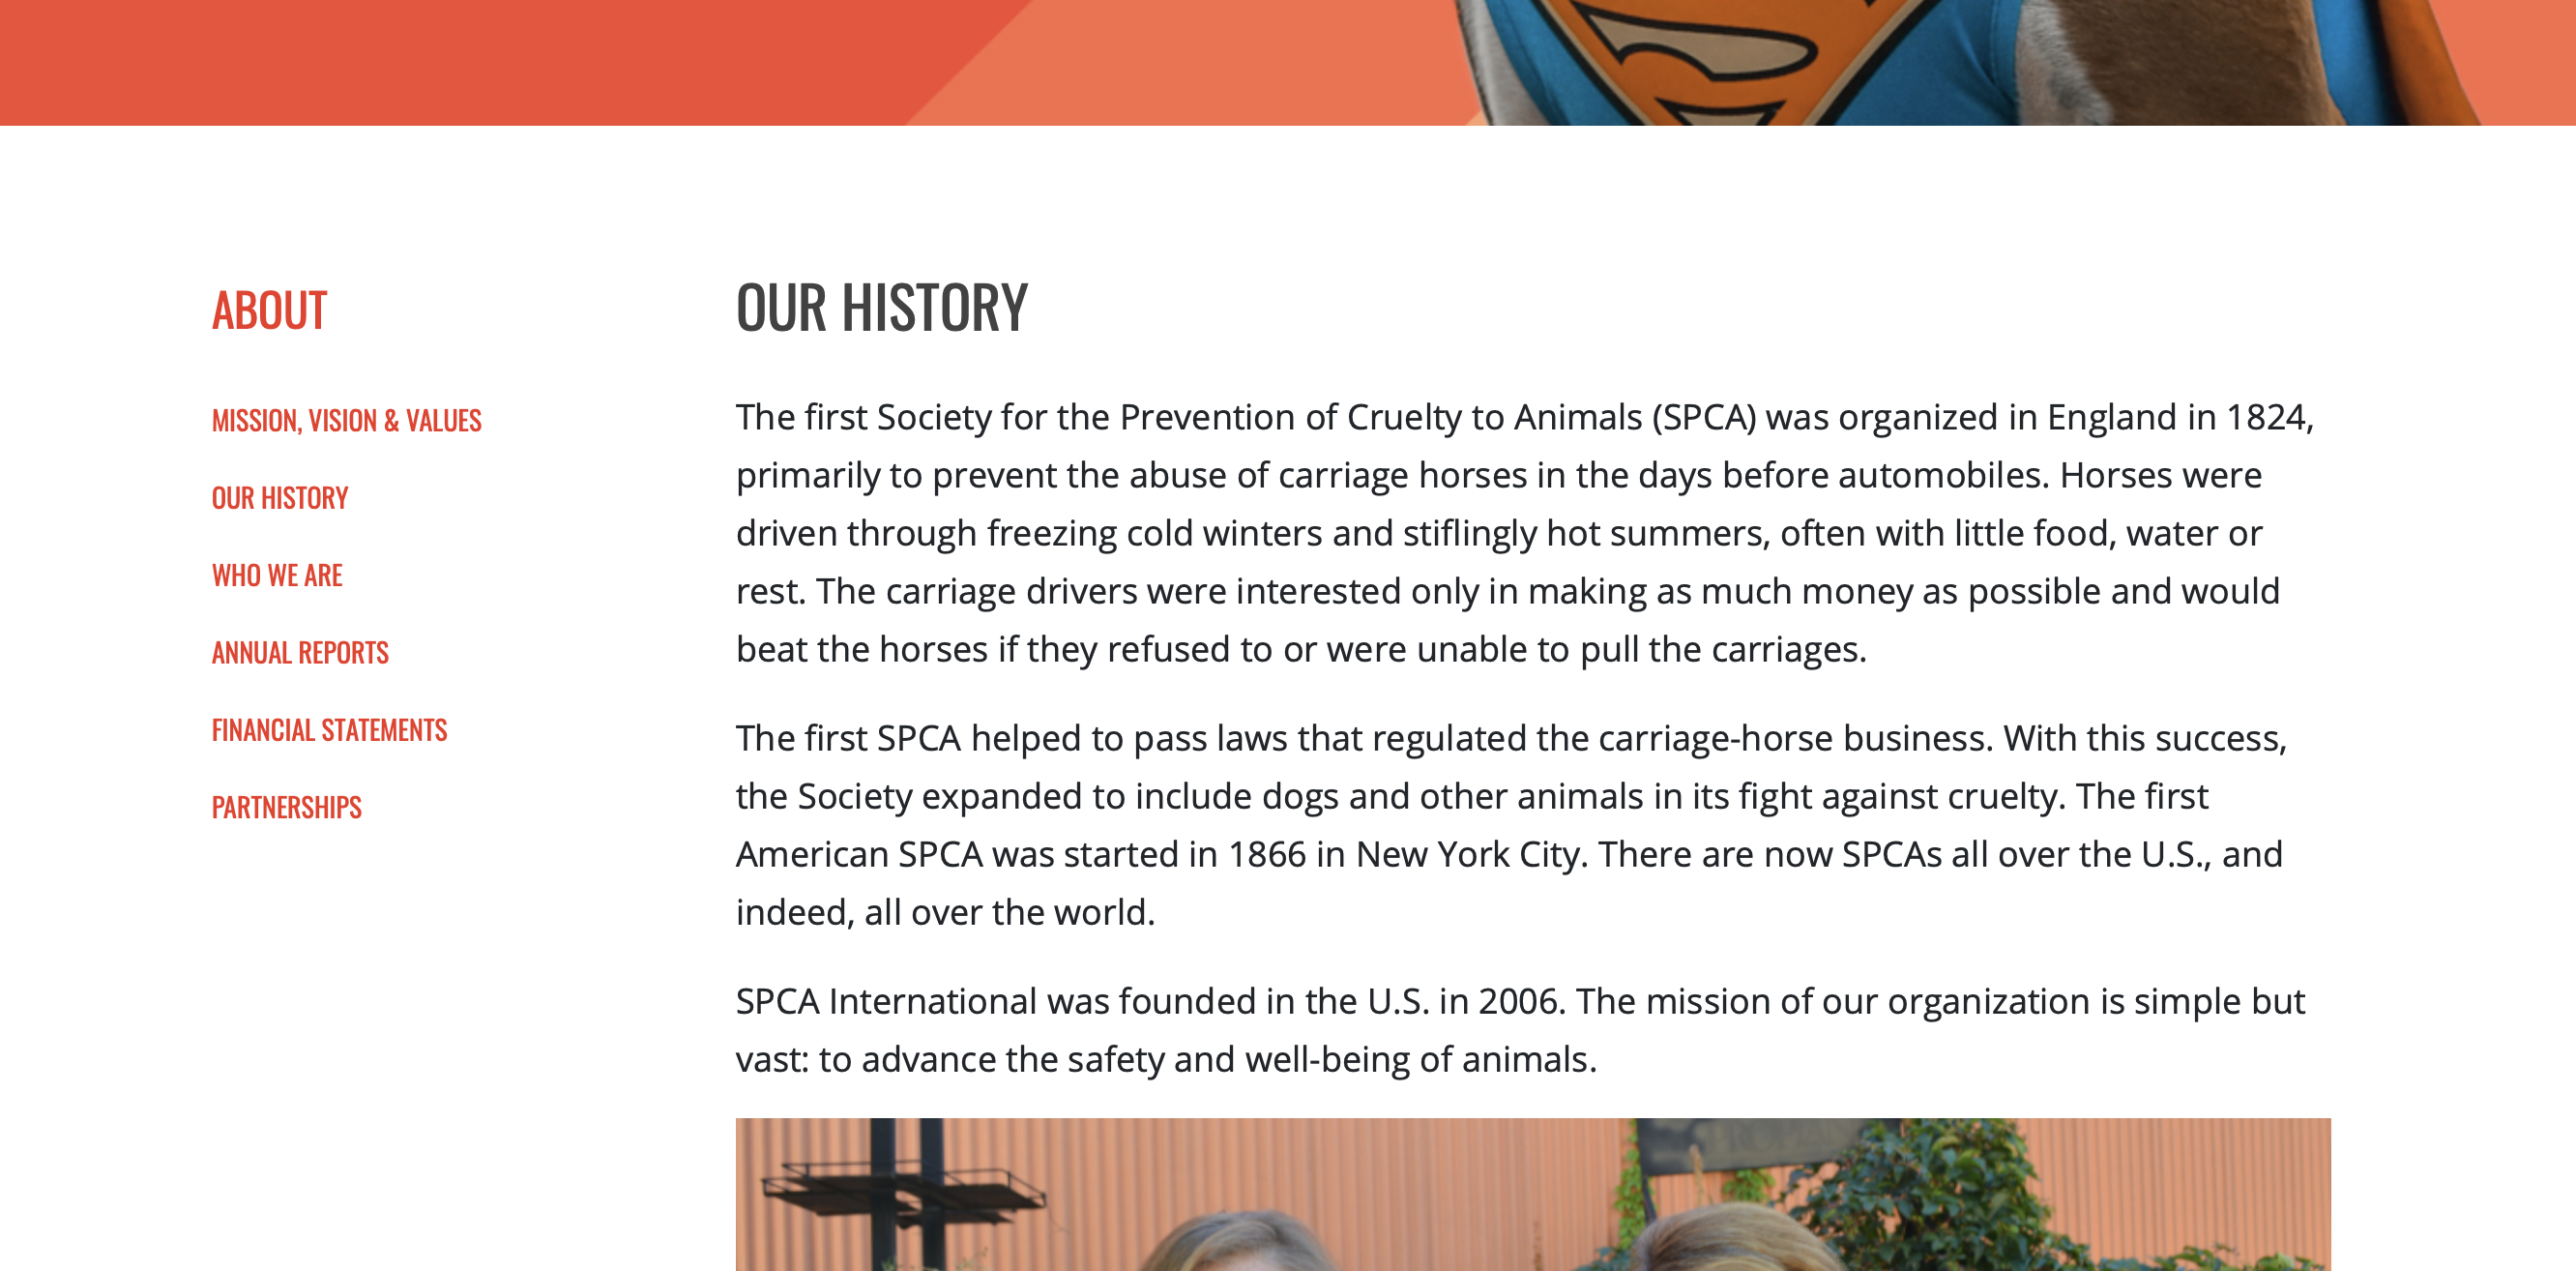 ABOUT
MISSION, VISION & VALUES
OUR HISTORY
WHO WE ARE
ANNUAL REPORTS
FINANCIAL STATEMENTS
PARTNERSHIPS
OUR HISTORY
The first Society for the Prevention of Cruelty to Animals (SPCA) was organized in England in 1824,
primarily to prevent the abuse of carriage horses in the days before automobiles. Horses were
driven through freezing cold winters and stiflingly hot summers, often with little food, water or
rest. The carriage drivers were interested only in making as much money as possible and would
beat the horses if they refused to or were unable to pull the carriages.
The first SPCA helped to pass laws that regulated the carriage-horse business. With this success,
the Society expanded to include dogs and other animals in its fight against cruelty. The first
American SPCA was started in 1866 in New York City. There are now SPCAs all over the U.S., and
indeed, all over the world.
SPCA International was founded in the U.S. in 2006. The mission of our organization is simple but
vast: to advance the safety and well-being of animals.